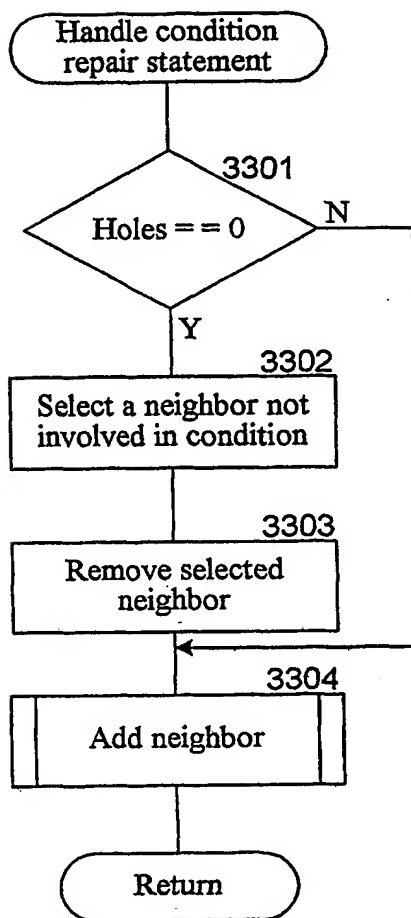 Handle condition
repair statement
3301
Holes = = 0
N
Y
3302
Select a neighbor not
involved in condition
3303
Remove selected
neighbor
3304
Add neighbor
Return